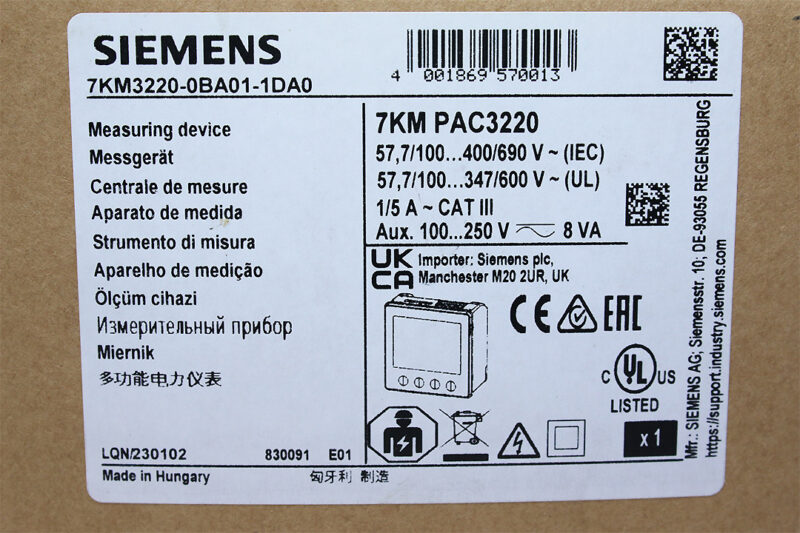 SIEMENS
7KM3220-0BA01-1DA0
4 001869 570013
Measuring device
Messgerät
Centrale de mesure
Aparato de medida
Strumento di misura
Aparelho de medição
Ölçüm cihazi
Измерительный прибор
Miernik
多功能电力仪表
LQN/230102 830091 E01
Made in Hungary 匈牙利 制造
7KM PAC3220
57,7/100...400/690 V ~ (IEC)
57,7/100...347/600 V ~ (UL)
1/5 A ~ CAT III
Aux. 100...250 V ⏦ 8 VA
UK
CA
Importer: Siemens plc,
Manchester M20 2UR, UK
CE EAC
C UL US
LISTED
x 1
Mfr.: SIEMENS AG; Siemensstr. 10; DE-93055 REGENSBURG
https://support.industry.siemens.com